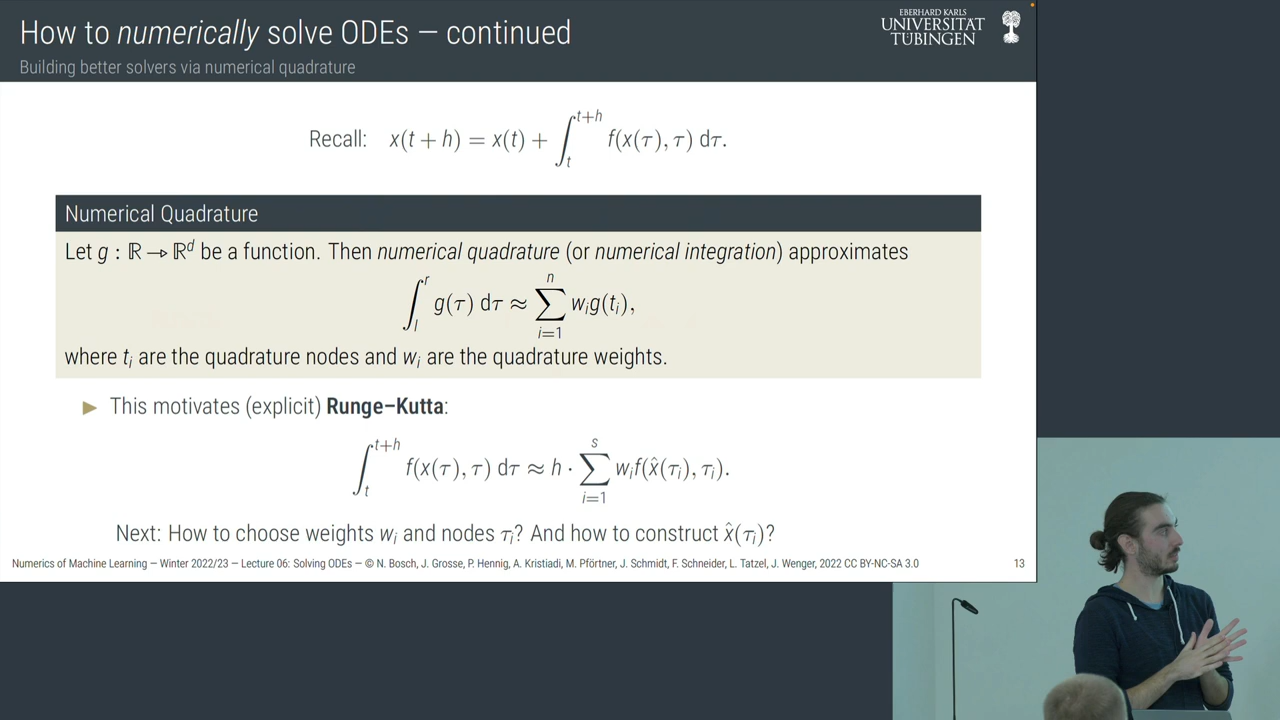 How to numerically solve ODEs — continued
Building better solvers via numerical quadrature
EBERHARD KARLS
UNIVERSITÄT
TÜBINGEN
Recall: x(t + h) = x(t) + ∫_t^{t+h} f(x(τ), τ) dτ.
Numerical Quadrature
Let g : ℝ → ℝ^d be a function. Then numerical quadrature (or numerical integration) approximates
∫_l^r g(τ) dτ ≈ ∑_{i=1}^n w_i g(t_i),
where t_i are the quadrature nodes and w_i are the quadrature weights.
▶ This motivates (explicit) Runge–Kutta:
∫_t^{t+h} f(x(τ), τ) dτ ≈ h · ∑_{i=1}^s w_i f(x̂(τ_i), τ_i).
Next: How to choose weights w_i and nodes τ_i? And how to construct x̂(τ_i)?
Numerics of Machine Learning — Winter 2022/23 — Lecture 06: Solving ODEs — © N. Bosch, J. Grosse, P. Hennig, A. Kristiadi, M. Pförtner, J. Schmidt, F. Schneider, L. Tatzel, J. Wenger, 2022 CC BY-NC-SA 3.0
13